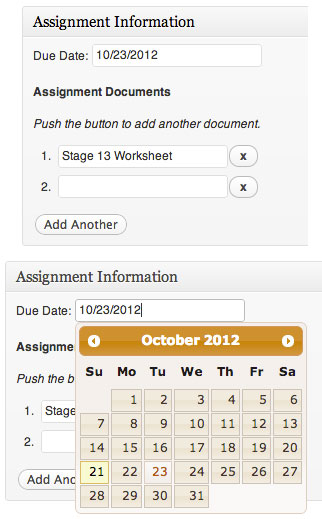 Assignment Information
Due Date: 10/23/2012
Assignment Documents
Push the button to add another document.
1. Stage 13 Worksheet x
2. x
Add Another
Assignment Information
Due Date: 10/23/2012
October 2012
Su Mo Tu We Th Fr Sa
1 2 3 4 5 6
7 8 9 10 11 12 13
14 15 16 17 18 19 20
21 22 23 24 25 26 27
28 29 30 31
Assignme
Push the b
1. Stage
2.
Add Ano